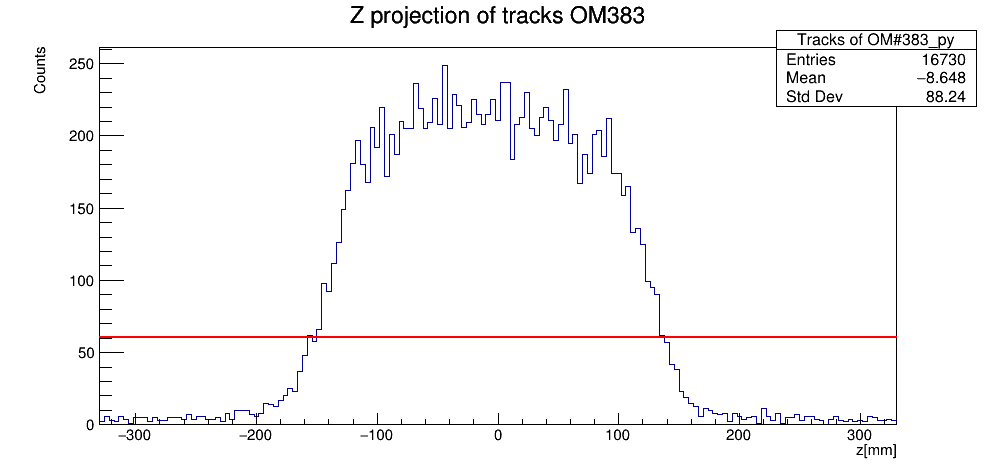 Z projection of tracks OM383
Tracks of OM#383_py
Entries 16730
Mean −8.648
Std Dev 88.24
Counts
250
200
150
100
50
0
−300 −200 −100 0 100 200 300
z[mm]